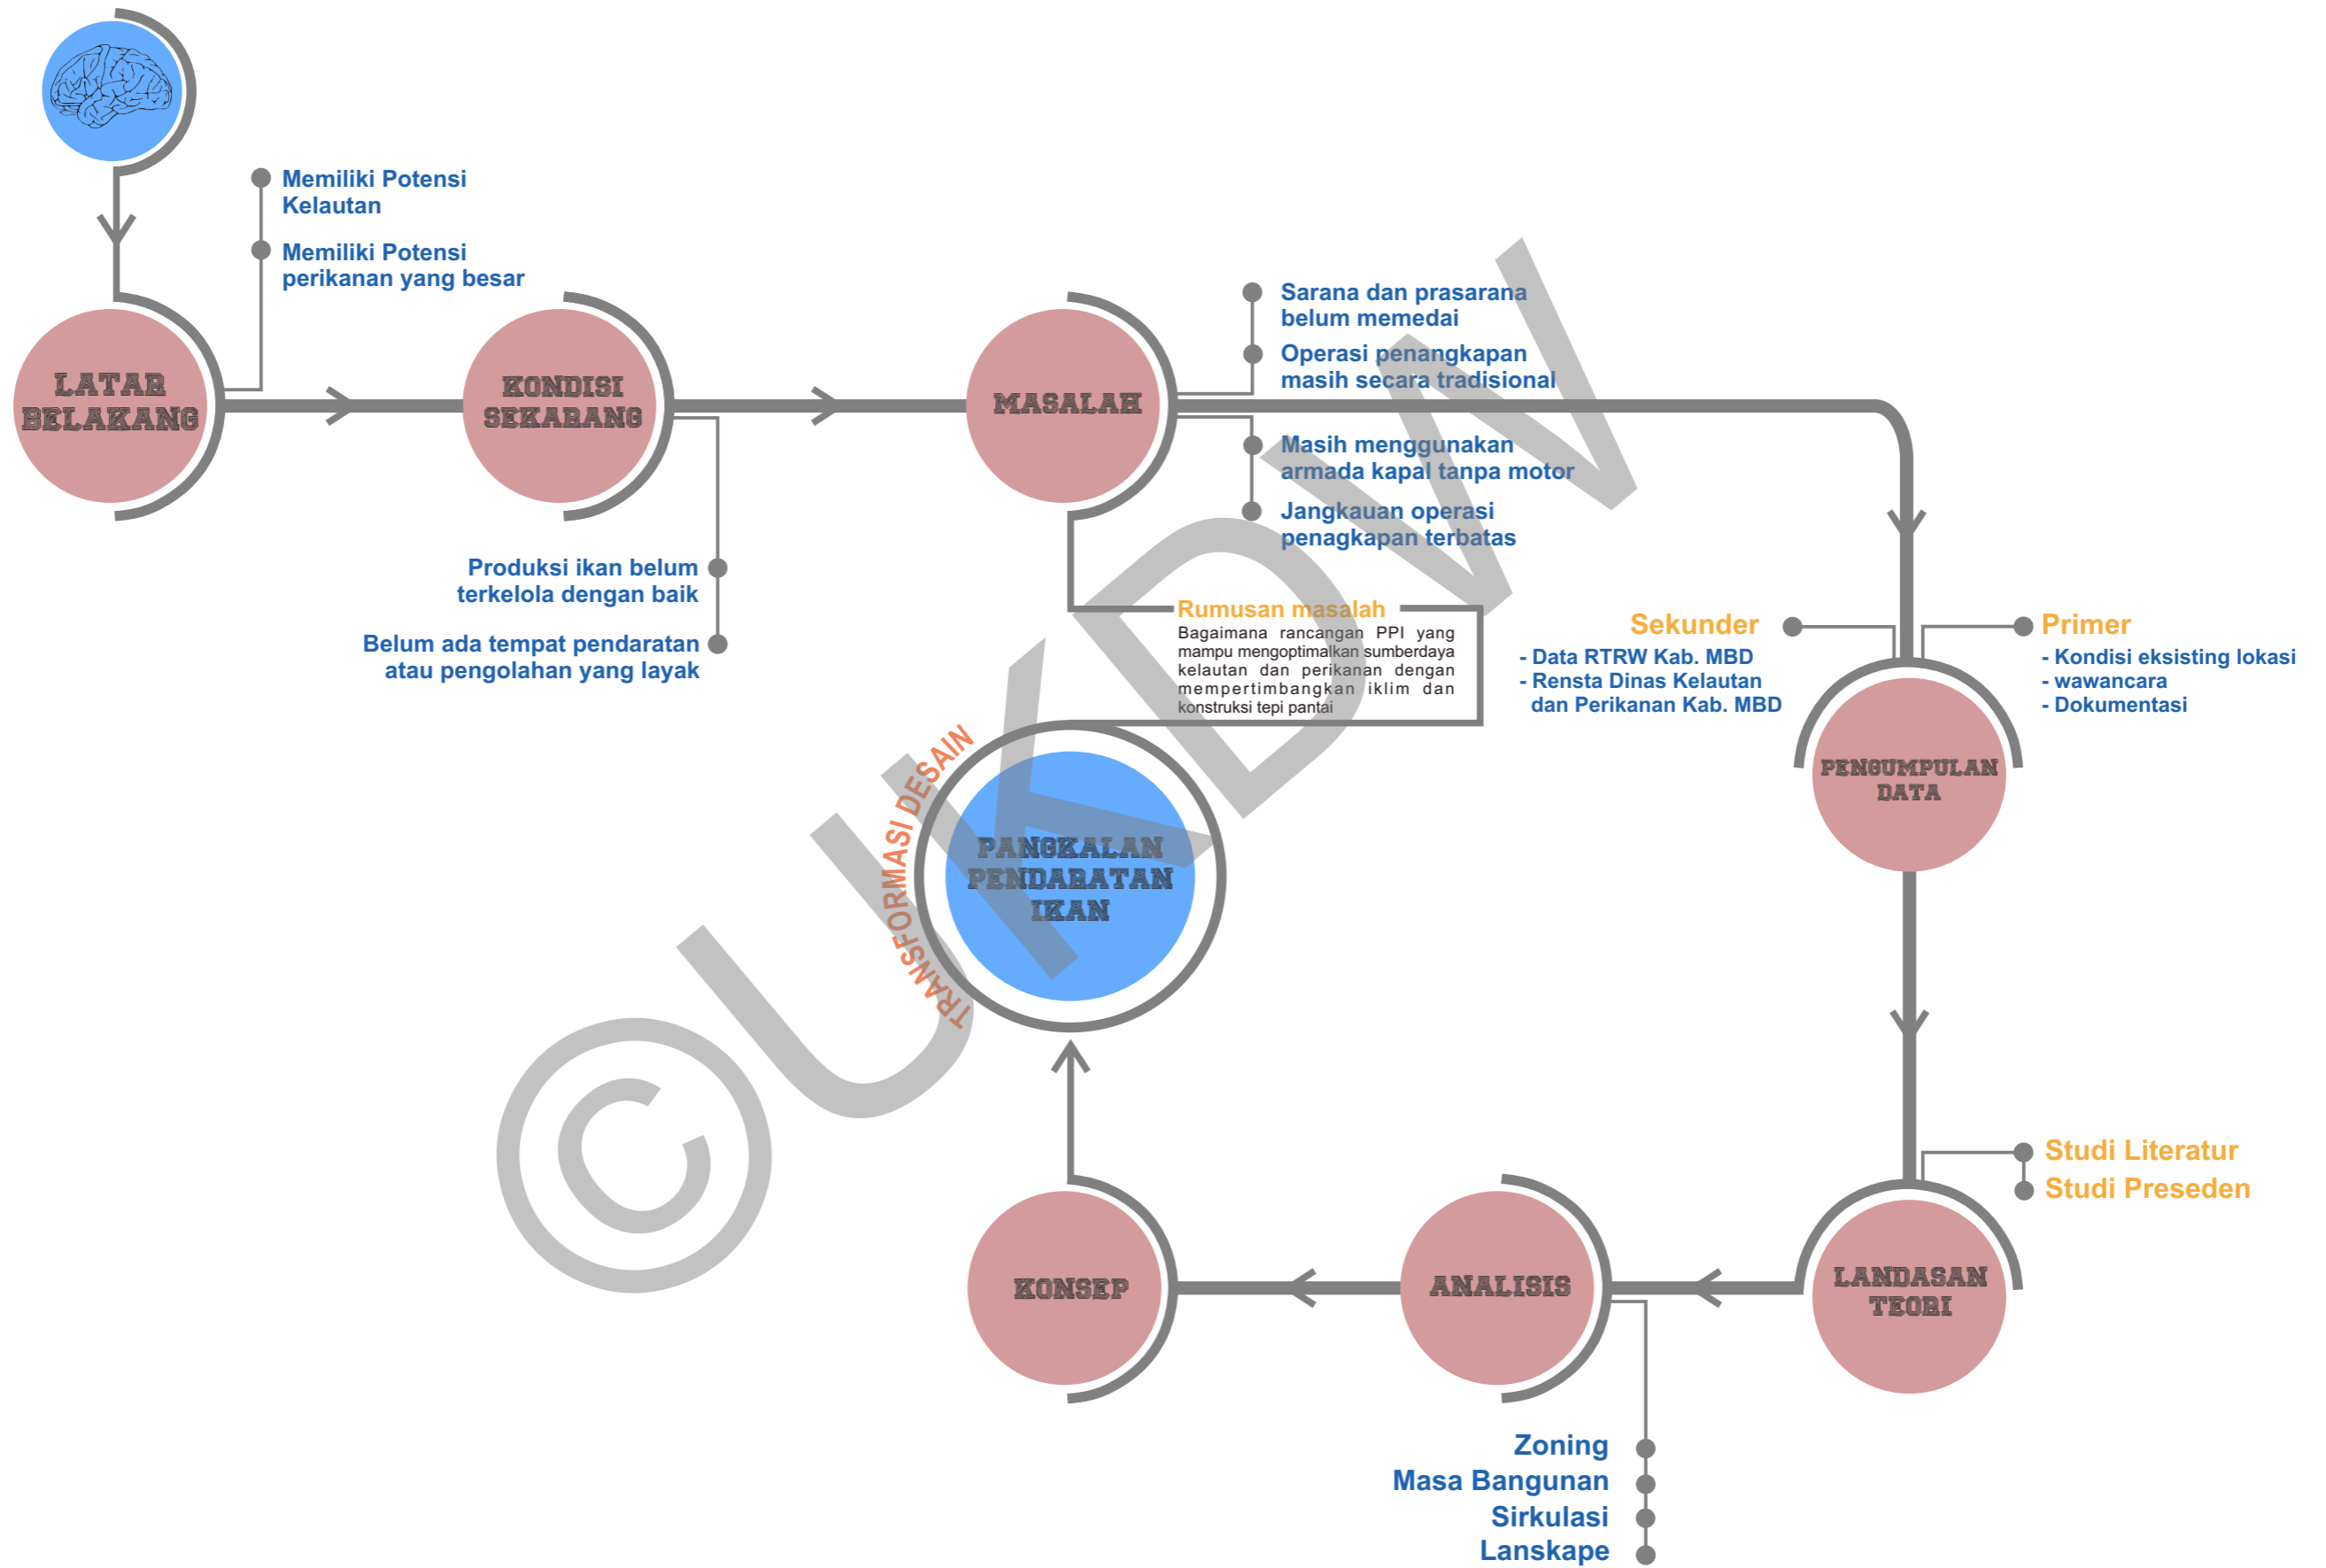 Memiliki Potensi
Kelautan
Memiliki Potensi
perikanan yang besar
LATAR
BELAKANG
KONDISI
SEKARANG
Produksi ikan belum
terkelola dengan baik
Belum ada tempat pendaratan
atau pengolahan yang layak
MASALAH
Sarana dan prasarana
belum memedai
Operasi penangkapan
masih secara tradisional
Masih menggunakan
armada kapal tanpa motor
Jangkauan operasi
penagkapan terbatas
Rumusan masalah
Bagaimana rancangan PPI yang
mampu mengoptimalkan sumberdaya
kelautan dan perikanan dengan
mempertimbangkan iklim dan
konstruksi tepi pantai
Sekunder
- Data RTRW Kab. MBD
- Rensta Dinas Kelautan
dan Perikanan Kab. MBD
Primer
- Kondisi eksisting lokasi
- wawancara
- Dokumentasi
PENGUMPULAN
DATA
TRANSFORMASI DESAIN
PANGKALAN
PENDARATAN
IKAN
Studi Literatur
Studi Preseden
LANDASAN
TEORI
ANALISIS
KONSEP
Zoning
Masa Bangunan
Sirkulasi
Lanskape
©UKDW